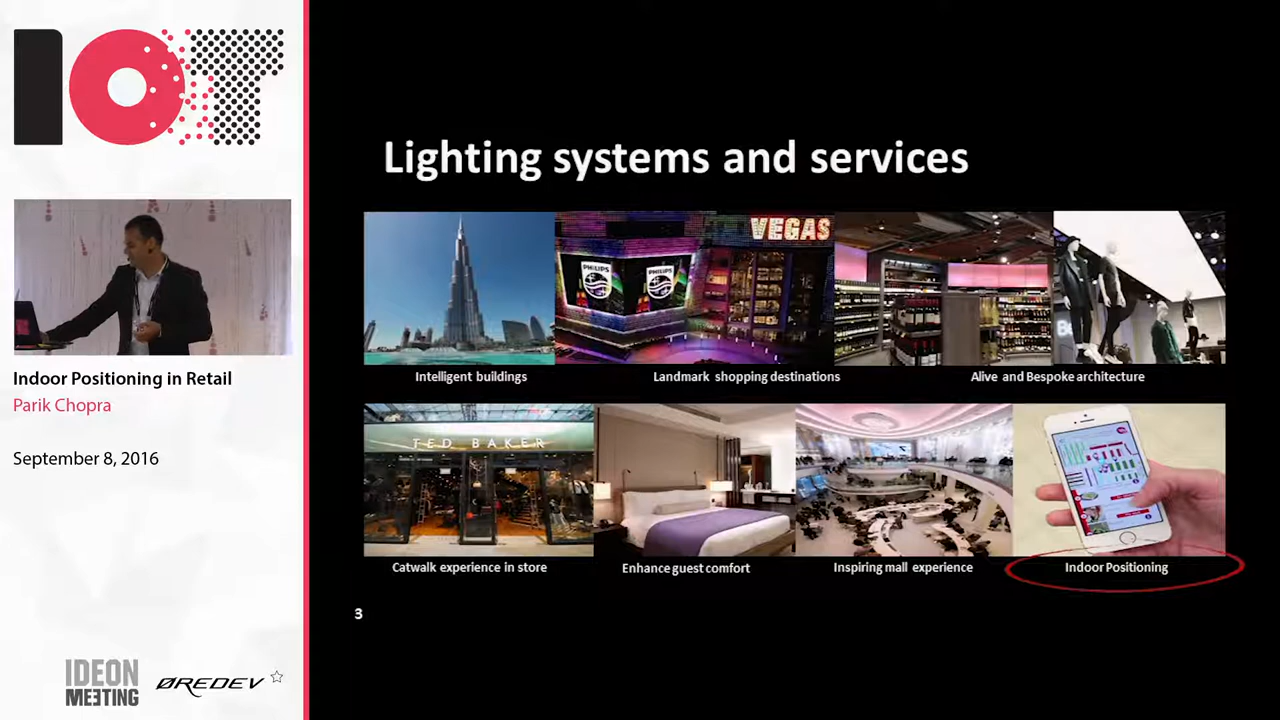 IOT
Indoor Positioning in Retail
Parik Chopra
September 8, 2016
IDEON
MEETING
ØREDEV
Lighting systems and services
VEGAS
PHILIPS
PHILIPS
Intelligent buildings
Landmark shopping destinations
Alive and Bespoke architecture
TED BAKER
Catwalk experience in store
Enhance guest comfort
Inspiring mall experience
Indoor Positioning
3